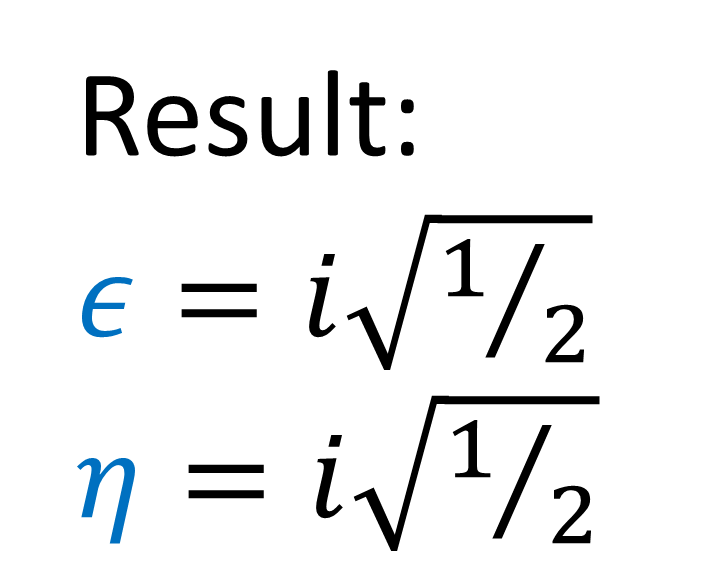 Result:
ϵ = i√(1/2)
η = i√(1/2)